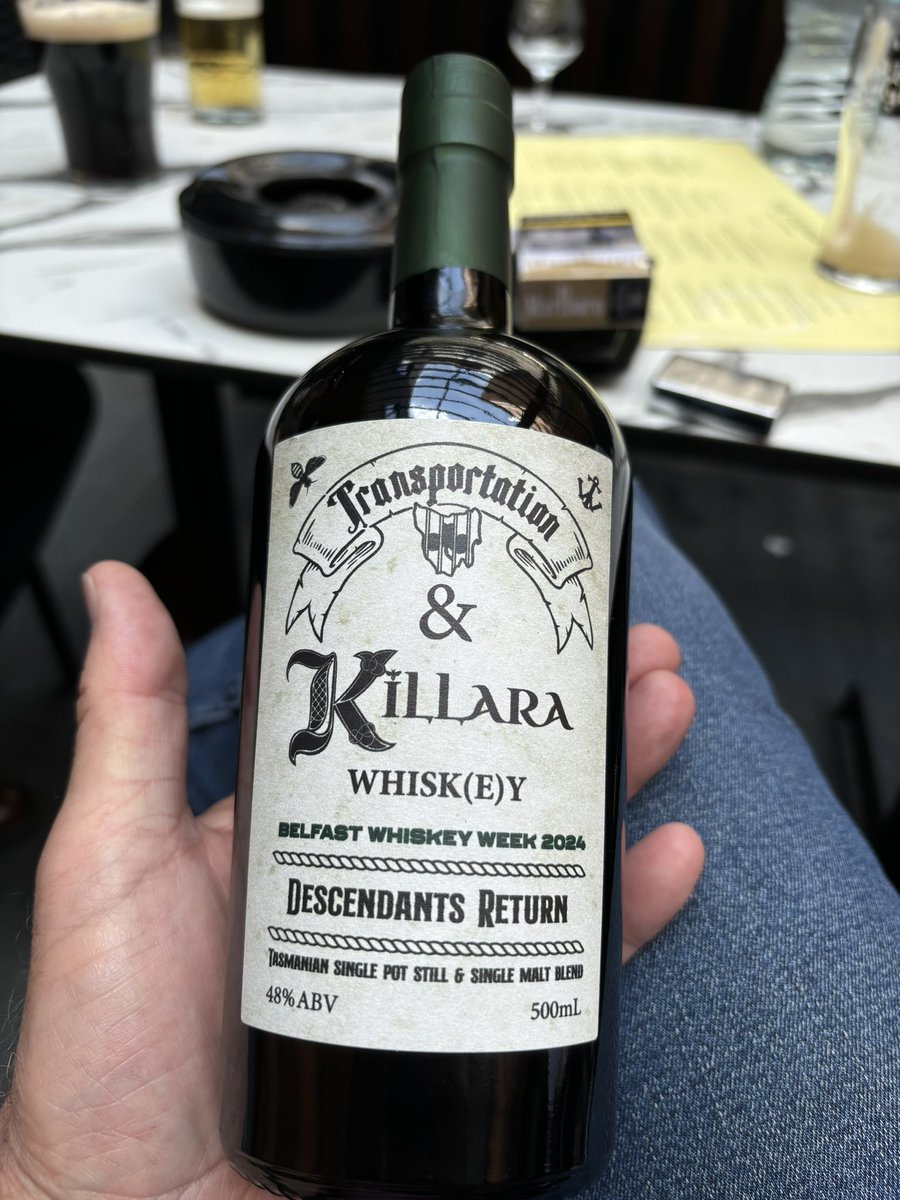 Transportation
&
Killara
WHISK(E)Y
BELFAST WHISKEY WEEK 2024
DESCENDANTS RETURN
TASMANIAN SINGLE POT STILL & SINGLE MALT BLEND
48% ABV
500mL